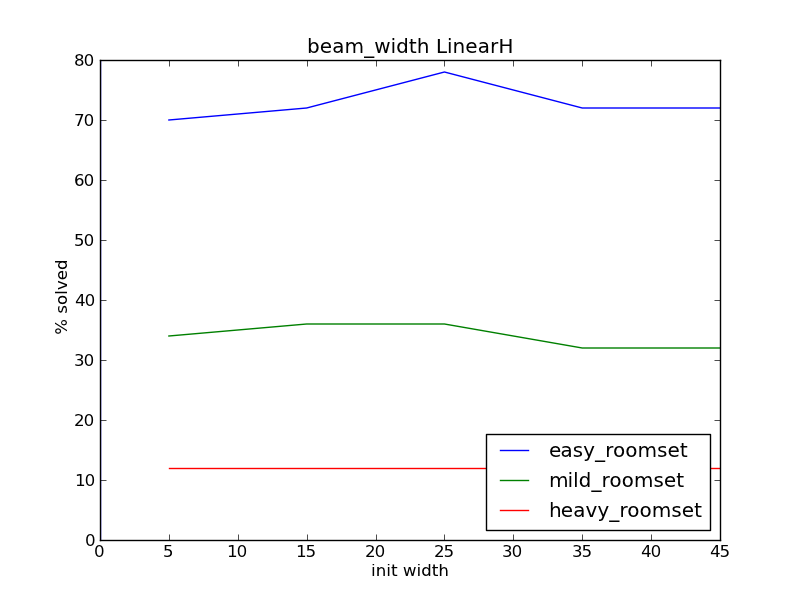 beam_width LinearH
80
70
60
50
40
30
20
10
0
% solved
easy_roomset
mild_roomset
heavy_roomset
0 5 10 15 20 25 30 35 40 45
init width